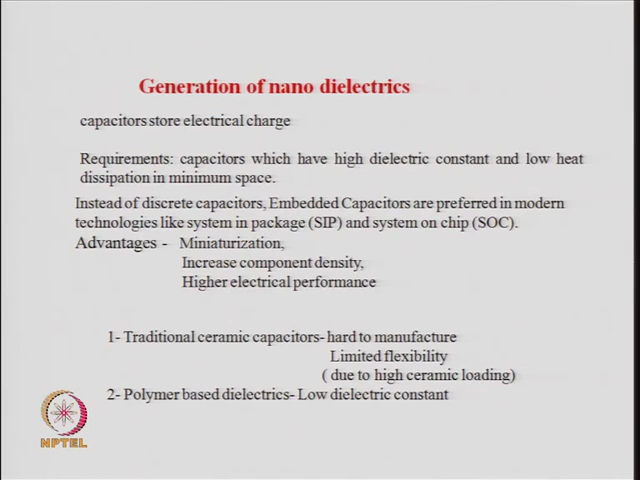 Generation of nano dielectrics
capacitors store electrical charge
Requirements: capacitors which have high dielectric constant and low heat
dissipation in minimum space.
Instead of discrete capacitors, Embedded Capacitors are preferred in modern
technologies like system in package (SIP) and system on chip (SOC).
Advantages - Miniaturization,
Increase component density,
Higher electrical performance
1- Traditional ceramic capacitors- hard to manufacture
Limited flexibility
( due to high ceramic loading)
2- Polymer based dielectrics- Low dielectric constant
NPTEL